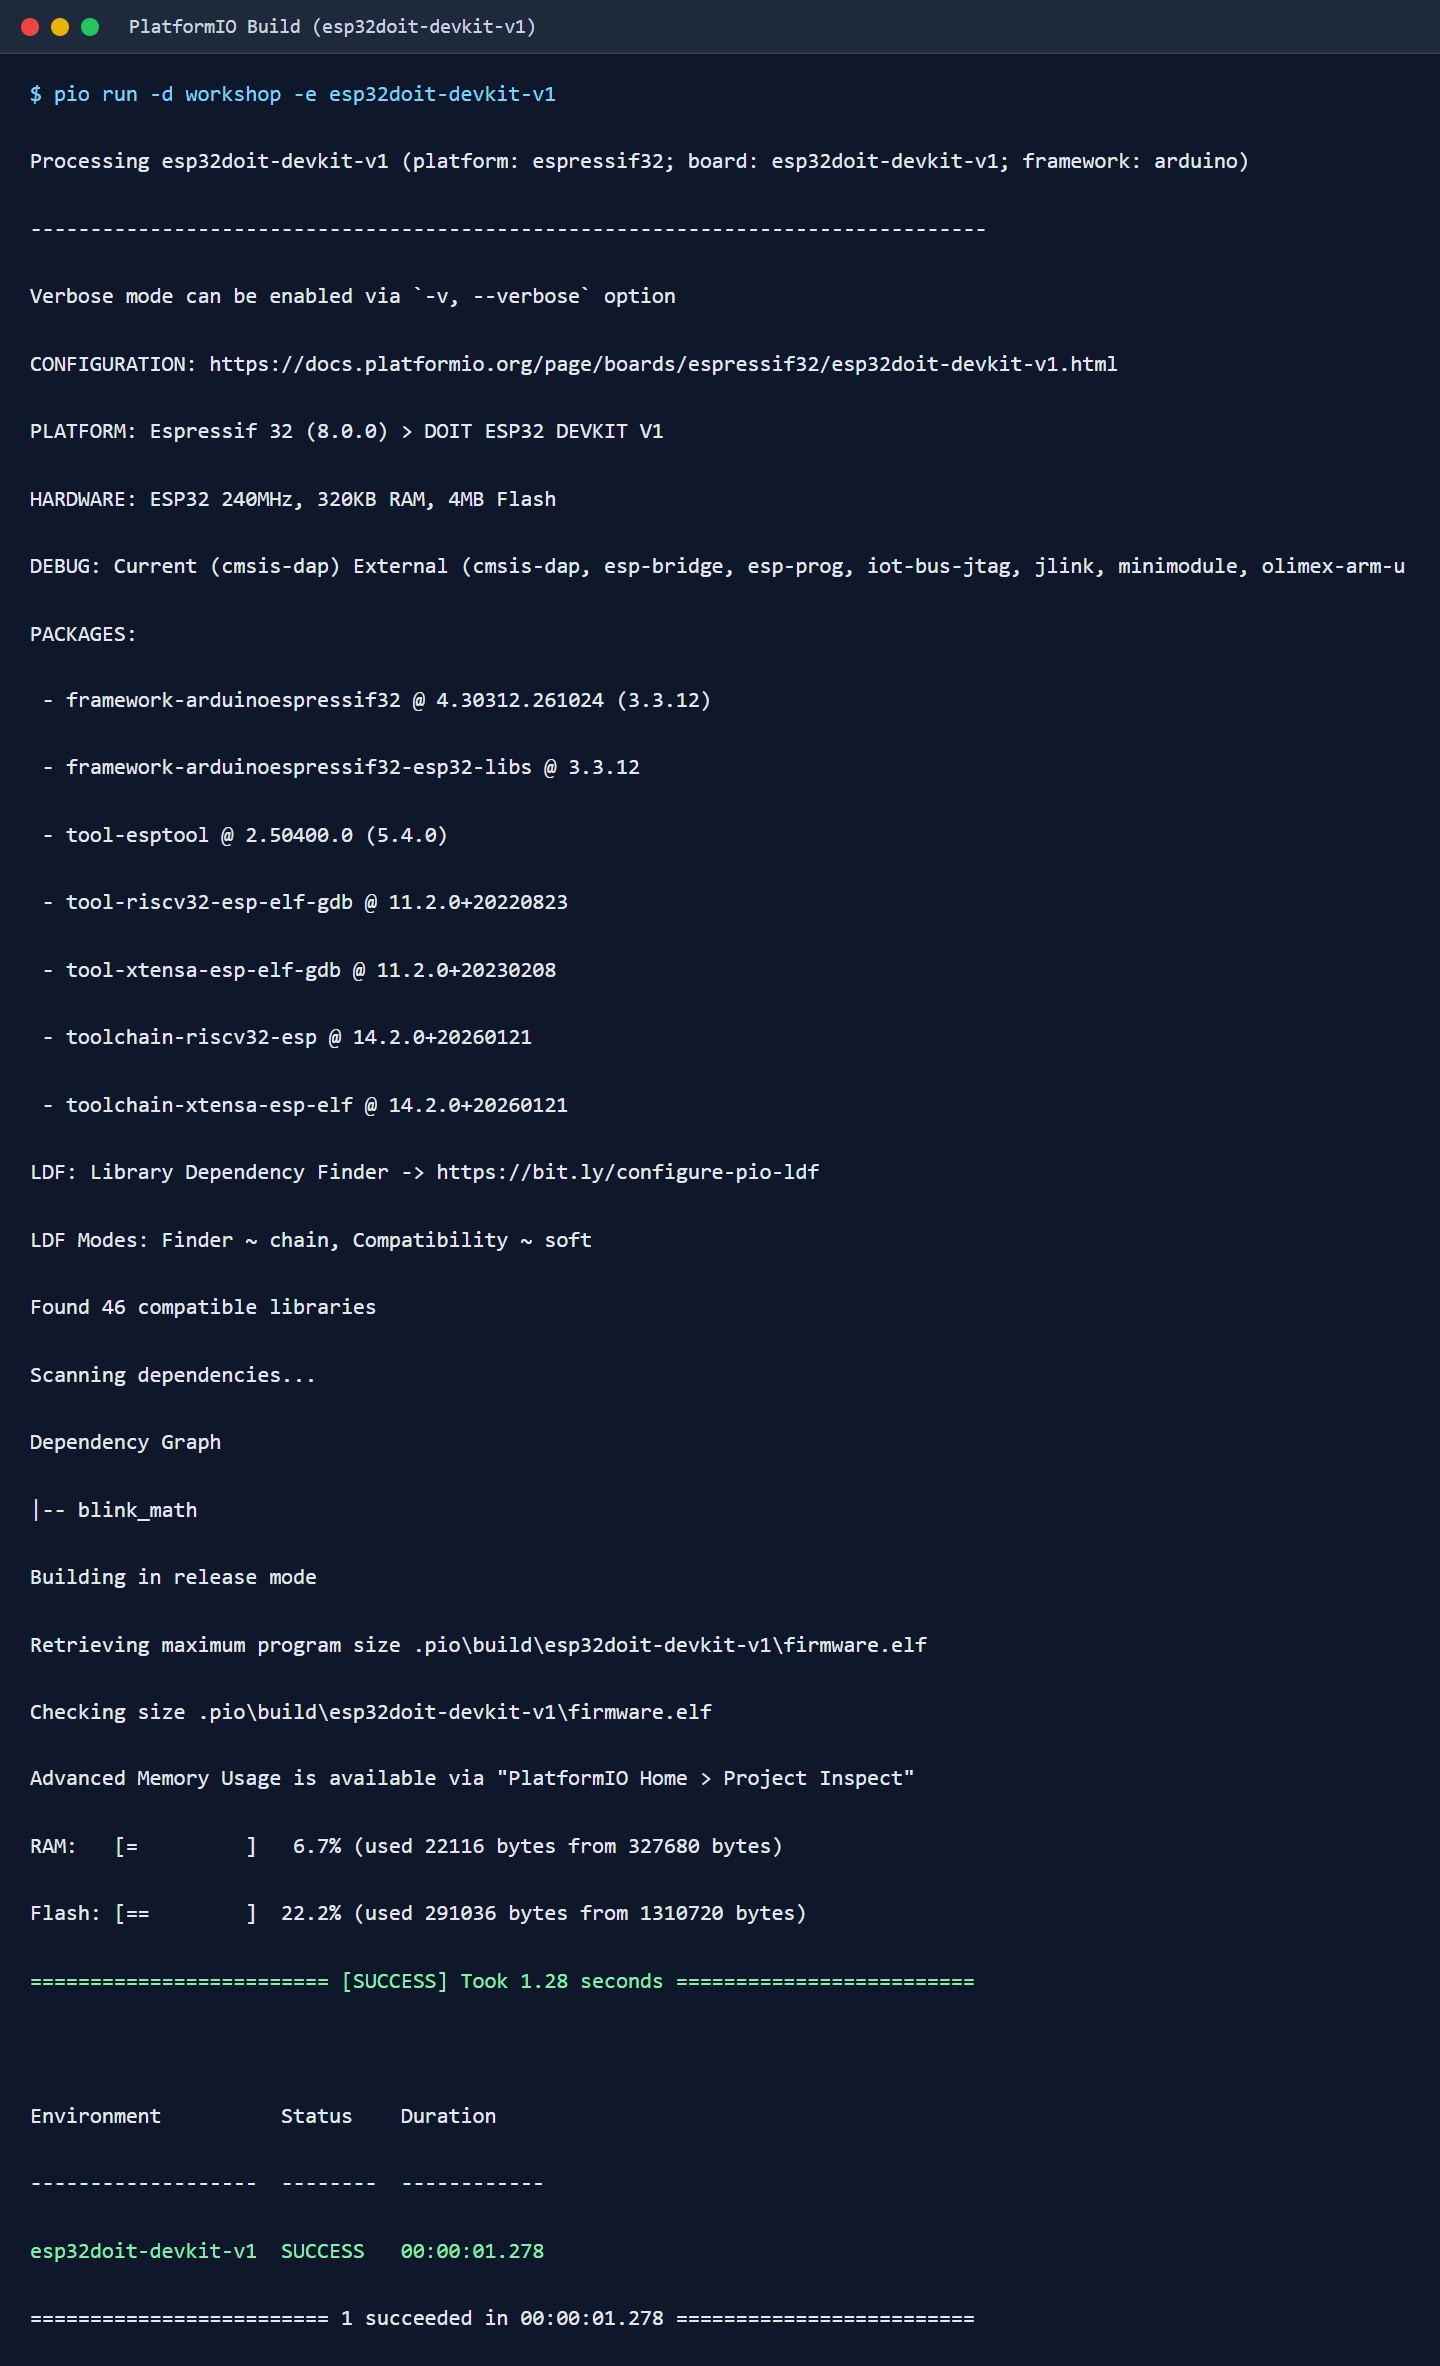 PlatformIO Build (esp32doit-devkit-v1)
$ pio run -d workshop -e esp32doit-devkit-v1
Processing esp32doit-devkit-v1 (platform: espressif32; board: esp32doit-devkit-v1; framework: arduino)
--------------------------------------------------------------------------------
Verbose mode can be enabled via `-v, --verbose` option
CONFIGURATION: https://docs.platformio.org/page/boards/espressif32/esp32doit-devkit-v1.html
PLATFORM: Espressif 32 (8.0.0) > DOIT ESP32 DEVKIT V1
HARDWARE: ESP32 240MHz, 320KB RAM, 4MB Flash
DEBUG: Current (cmsis-dap) External (cmsis-dap, esp-bridge, esp-prog, iot-bus-jtag, jlink, minimodule, olimex-arm-u
PACKAGES:
 - framework-arduinoespressif32 @ 4.30312.261024 (3.3.12)
 - framework-arduinoespressif32-esp32-libs @ 3.3.12
 - tool-esptool @ 2.50400.0 (5.4.0)
 - tool-riscv32-esp-elf-gdb @ 11.2.0+20220823
 - tool-xtensa-esp-elf-gdb @ 11.2.0+20230208
 - toolchain-riscv32-esp @ 14.2.0+20260121
 - toolchain-xtensa-esp-elf @ 14.2.0+20260121
LDF: Library Dependency Finder -> https://bit.ly/configure-pio-ldf
LDF Modes: Finder ~ chain, Compatibility ~ soft
Found 46 compatible libraries
Scanning dependencies...
Dependency Graph
|-- blink_math
Building in release mode
Retrieving maximum program size .pio\build\esp32doit-devkit-v1\firmware.elf
Checking size .pio\build\esp32doit-devkit-v1\firmware.elf
Advanced Memory Usage is available via "PlatformIO Home > Project Inspect"
RAM:   [=         ]   6.7% (used 22116 bytes from 327680 bytes)
Flash: [==        ]  22.2% (used 291036 bytes from 1310720 bytes)
========================= [SUCCESS] Took 1.28 seconds =========================
Environment          Status    Duration
-------------------  --------  ------------
esp32doit-devkit-v1  SUCCESS   00:00:01.278
========================= 1 succeeded in 00:00:01.278 =========================